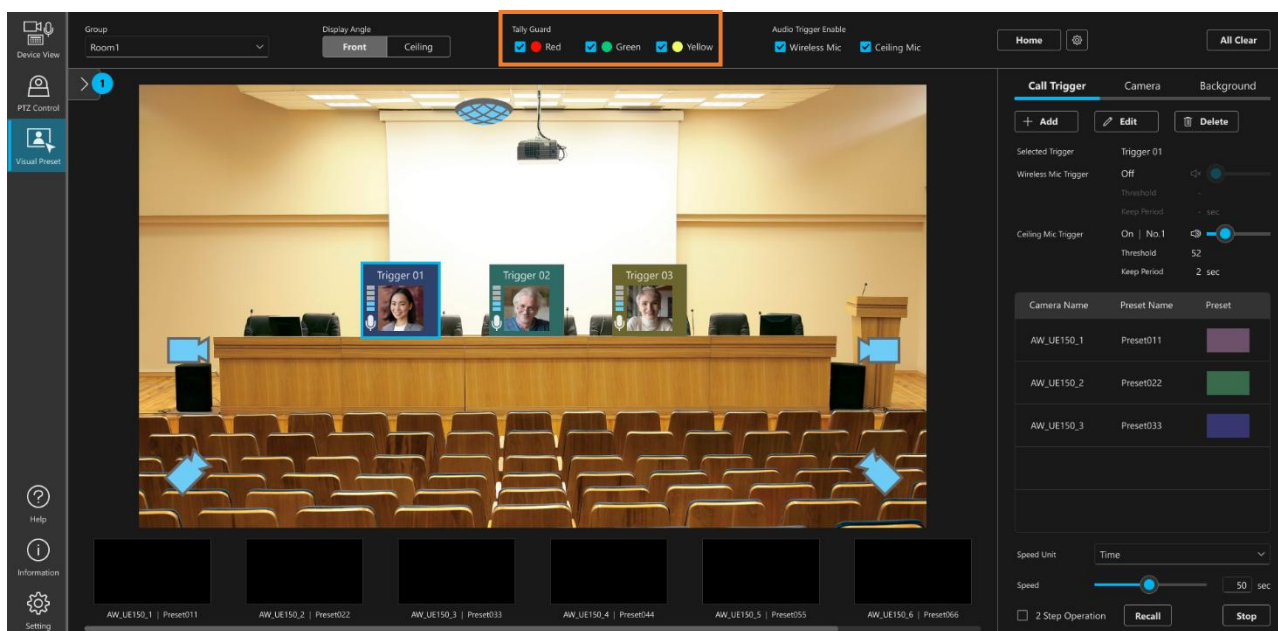 Device View
PTZ Control
Visual Preset
Help
Information
Setting
Group
Room1
Display Angle
Front Ceiling
Tally Guard
Red Green Yellow
Audio Trigger Enable
Wireless Mic Ceiling Mic
Home
All Clear
1
Trigger 01
Trigger 02
Trigger 03
AW_UE150_1 | Preset011
AW_UE150_2 | Preset022
AW_UE150_3 | Preset033
AW_UE150_4 | Preset044
AW_UE150_5 | Preset055
AW_UE150_6 | Preset066
Call Trigger Camera Background
+ Add Edit Delete
Selected Trigger Trigger 01
Wireless Mic Trigger Off
Threshold -
Keep Period - sec
Ceiling Mic Trigger On | No.1
Threshold 52
Keep Period 2 sec
Camera Name Preset Name Preset
AW_UE150_1 Preset011
AW_UE150_2 Preset022
AW_UE150_3 Preset033
Speed Unit Time
Speed 50 sec
2 Step Operation Recall Stop